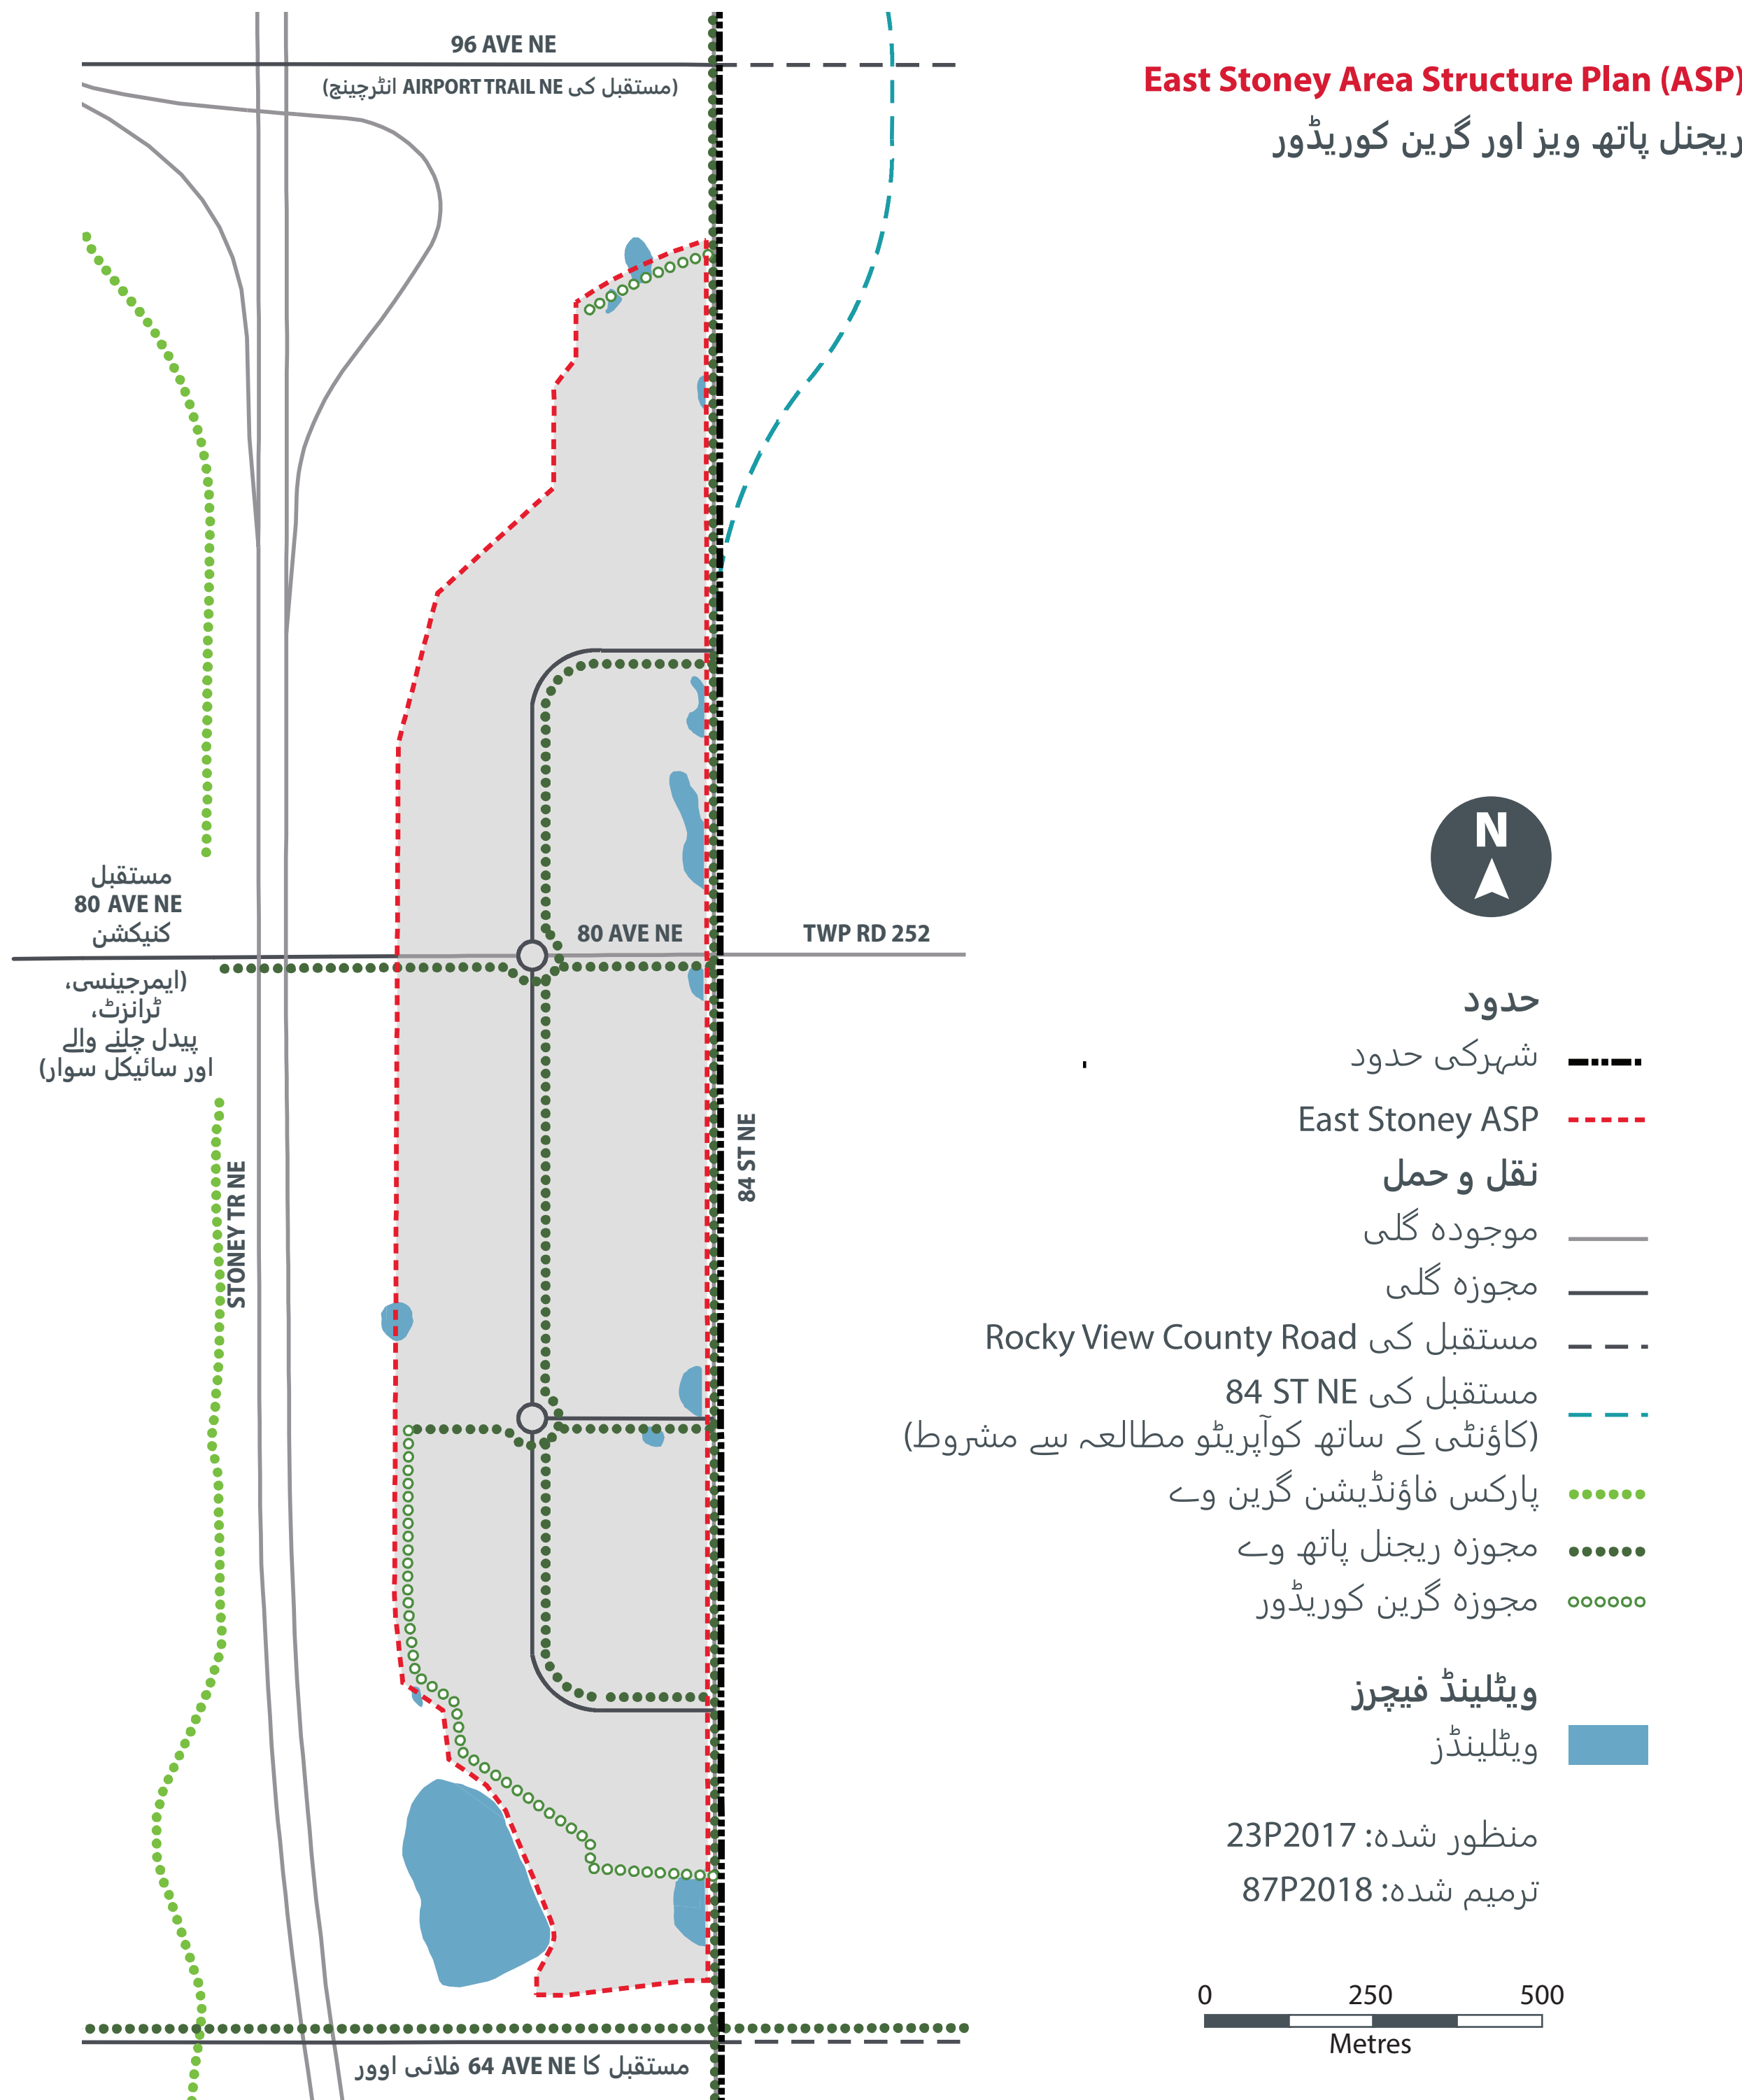 96 AVE NE
(مستقبل کی AIRPORT TRAIL NE انٹرچینج)
East Stoney Area Structure Plan (ASP)
ریجنل پاتھ ویز اور گرین کوریڈور
مستقبل
80 AVE NE
کنیکشن
(ایمرجینسی،
ٹرانزٹ،
پیدل چلنے والے
اور سائیکل سوار)
80 AVE NE
TWP RD 252
STONEY TR NE
84 ST NE
مستقبل کا 64 AVE NE فلائی اوور
N
حدود
شہرکی حدود
East Stoney ASP
نقل و حمل
موجودہ گلی
مجوزہ گلی
مستقبل کی Rocky View County Road
مستقبل کی 84 ST NE
(کاؤنٹی کے ساتھ کوآپریٹو مطالعہ سے مشروط)
پارکس فاؤنڈیشن گرین وے
مجوزہ ریجنل پاتھ وے
مجوزہ گرین کوریڈور
ویٹلینڈ فیچرز
ویٹلینڈز
منظور شدہ: 23P2017
ترمیم شدہ: 87P2018
0 250 500
Metres